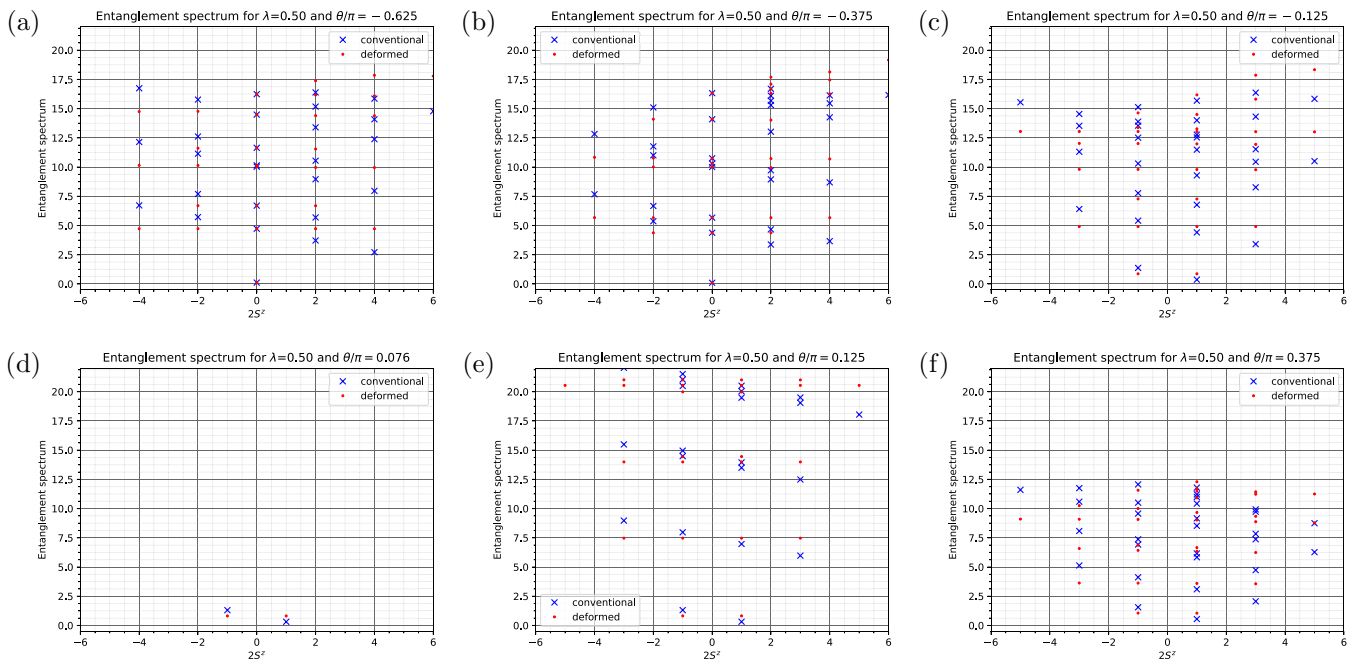 (a)
Entanglement spectrum for λ=0.50 and θ/π = −0.625
Entanglement spectrum
20.0
17.5
15.0
12.5
10.0
7.5
5.0
2.5
0.0
conventional
deformed
−6 −4 −2 0 2 4 6
2S^z
(b)
Entanglement spectrum for λ=0.50 and θ/π = −0.375
Entanglement spectrum
20.0
17.5
15.0
12.5
10.0
7.5
5.0
2.5
0.0
conventional
deformed
−6 −4 −2 0 2 4 6
2S^z
(c)
Entanglement spectrum for λ=0.50 and θ/π = −0.125
Entanglement spectrum
20.0
17.5
15.0
12.5
10.0
7.5
5.0
2.5
0.0
conventional
deformed
−6 −4 −2 0 2 4 6
2S^z
(d)
Entanglement spectrum for λ=0.50 and θ/π = 0.076
Entanglement spectrum
20.0
17.5
15.0
12.5
10.0
7.5
5.0
2.5
0.0
conventional
deformed
−6 −4 −2 0 2 4 6
2S^z
(e)
Entanglement spectrum for λ=0.50 and θ/π = 0.125
Entanglement spectrum
20.0
17.5
15.0
12.5
10.0
7.5
5.0
2.5
0.0
conventional
deformed
−6 −4 −2 0 2 4 6
2S^z
(f)
Entanglement spectrum for λ=0.50 and θ/π = 0.375
Entanglement spectrum
20.0
17.5
15.0
12.5
10.0
7.5
5.0
2.5
0.0
conventional
deformed
−6 −4 −2 0 2 4 6
2S^z